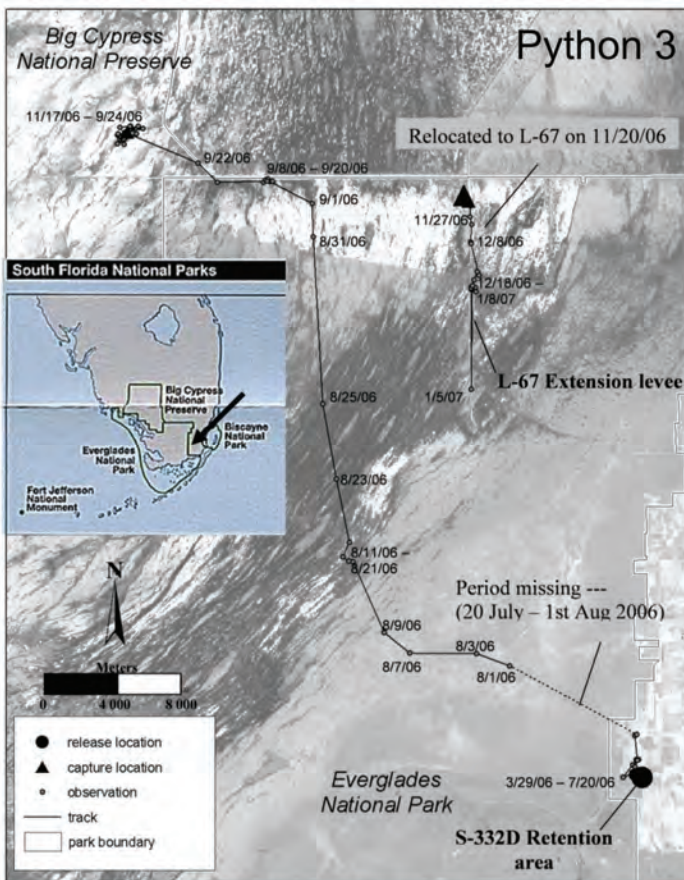 Big Cypress
National Preserve
Python 3
11/17/06 – 9/24/06
Relocated to L-67 on 11/20/06
9/22/06
9/8/06 – 9/20/06
9/1/06
11/27/06
8/31/06
12/8/06
South Florida National Parks
12/18/06 –
1/8/07
Big Cypress
National
Preserve
L-67 Extension levee
8/25/06
1/5/07
Everglades
National
Park
Biscayne
National
Park
Fort Jefferson
National
Monument
8/23/06
8/11/06 –
8/21/06
N
Period missing ---
(20 July – 1st Aug 2006)
8/9/06
8/7/06
8/3/06
8/1/06
Meters
0 4 000 8 000
release location
capture location
observation
track
park boundary
3/29/06 – 7/20/06
Everglades
National Park
S-332D Retention
area